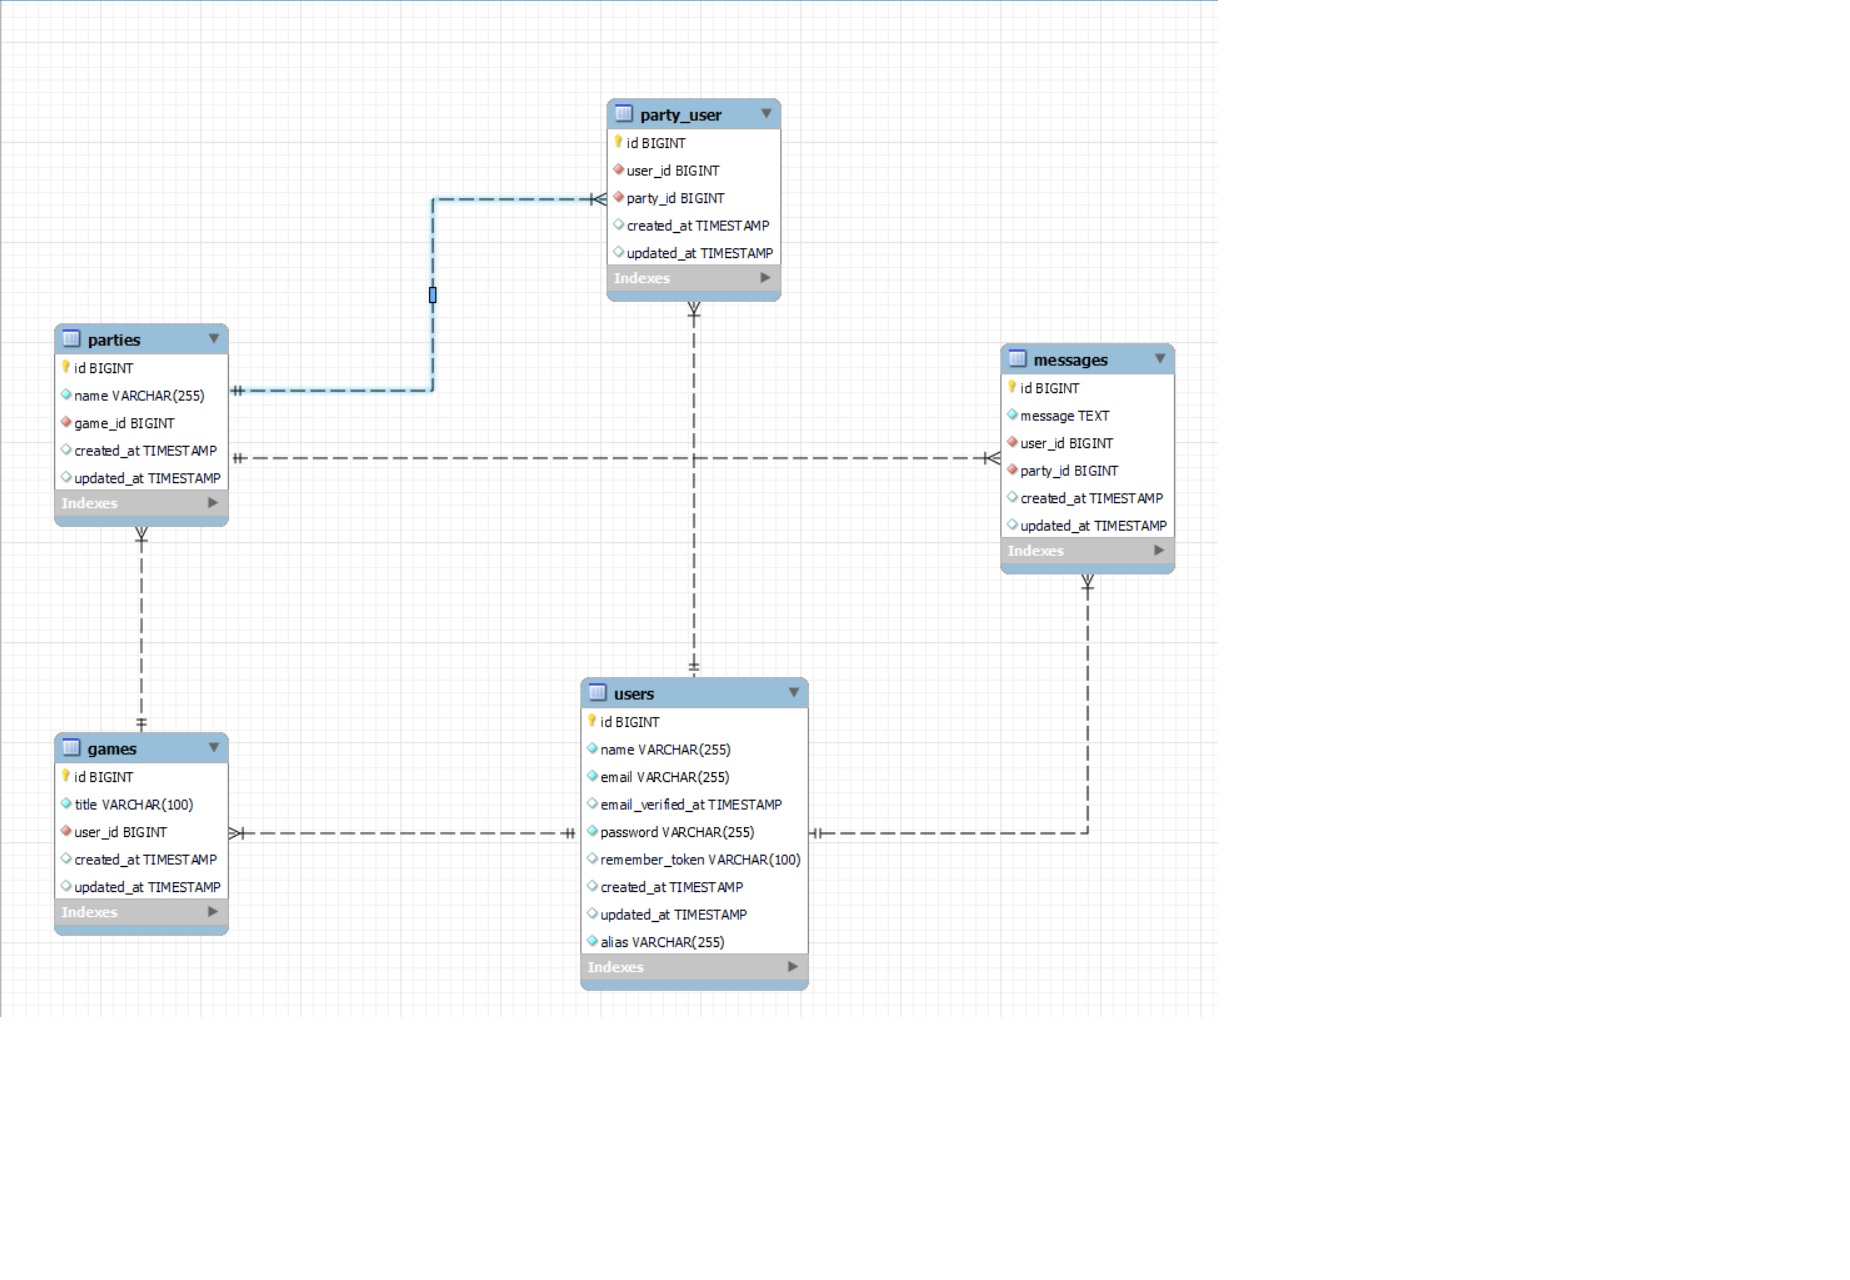 party_user
id BIGINT
user_id BIGINT
party_id BIGINT
created_at TIMESTAMP
updated_at TIMESTAMP
Indexes
parties
id BIGINT
name VARCHAR(255)
game_id BIGINT
created_at TIMESTAMP
updated_at TIMESTAMP
Indexes
messages
id BIGINT
message TEXT
user_id BIGINT
party_id BIGINT
created_at TIMESTAMP
updated_at TIMESTAMP
Indexes
games
id BIGINT
title VARCHAR(100)
user_id BIGINT
created_at TIMESTAMP
updated_at TIMESTAMP
Indexes
users
id BIGINT
name VARCHAR(255)
email VARCHAR(255)
email_verified_at TIMESTAMP
password VARCHAR(255)
remember_token VARCHAR(100)
created_at TIMESTAMP
updated_at TIMESTAMP
alias VARCHAR(255)
Indexes